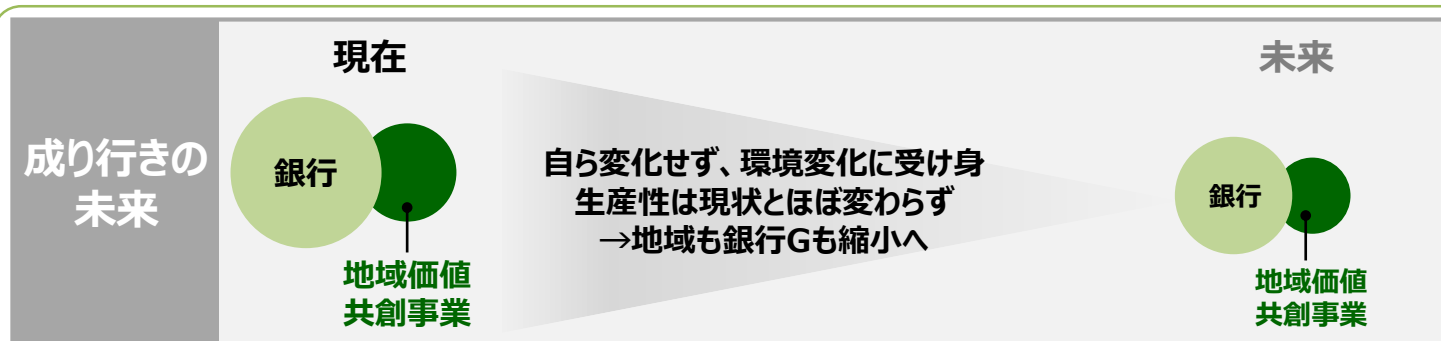 成り行きの
未来
現在
銀行
地域価値
共創事業
自ら変化せず、環境変化に受け身
生産性は現状とほぼ変わらず
→地域も銀行Gも縮小へ
未来
銀行
地域価値
共創事業